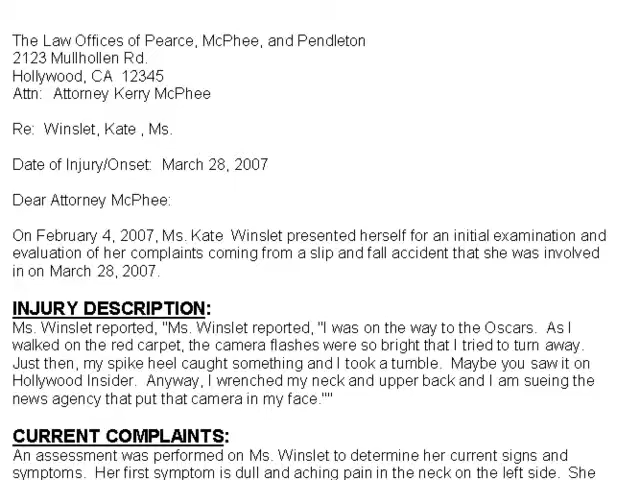 The Law Offices of Pearce, McPhee, and Pendleton
2123 Mullhollen Rd.
Hollywood, CA  12345
Attn:  Attorney Kerry McPhee
Re:  Winslet, Kate , Ms.
Date of Injury/Onset:  March 28, 2007
Dear Attorney McPhee:
On February 4, 2007, Ms. Kate  Winslet presented herself for an initial examination and
evaluation of her complaints coming from a slip and fall accident that she was involved
in on March 28, 2007.
INJURY DESCRIPTION:
Ms. Winslet reported, "Ms. Winslet reported, "I was on the way to the Oscars.  As I
walked on the red carpet, the camera flashes were so bright that I tried to turn away.
Just then, my spike heel caught something and I took a tumble.  Maybe you saw it on
Hollywood Insider.  Anyway, I wrenched my neck and upper back and I am sueing the
news agency that put that camera in my face.""
CURRENT COMPLAINTS:
An assessment was performed on Ms. Winslet to determine her current signs and
symptoms.  Her first symptom is dull and aching pain in the neck on the left side.  She